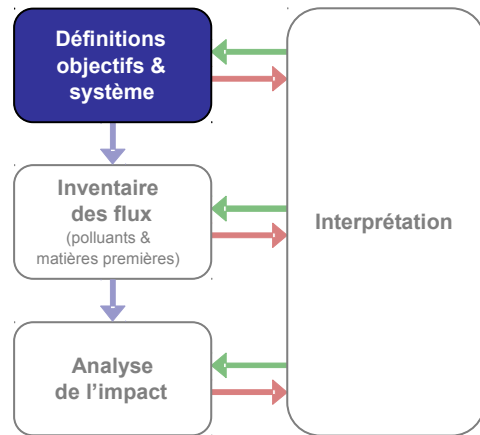 Définitions
objectifs &
système
Inventaire
des flux
(polluants &
matières premières)
Interprétation
Analyse
de l'impact